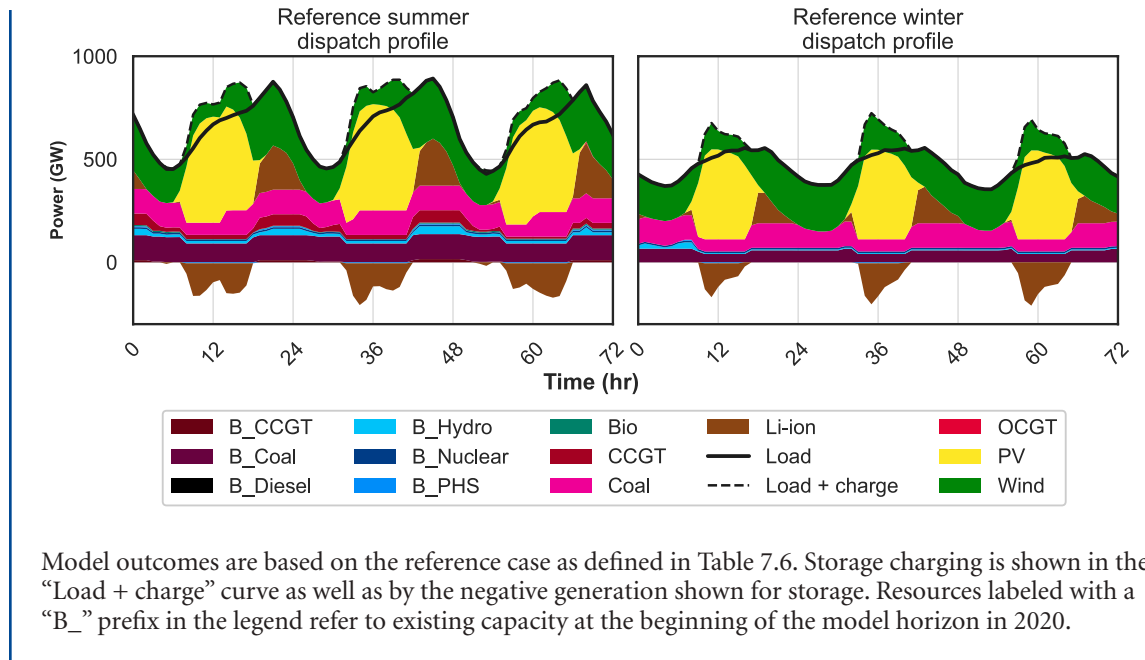 Reference summer
dispatch profile
Reference winter
dispatch profile
1000
500
0
Power (GW)
0 12 24 36 48 60 72
0 12 24 36 48 60 72
Time (hr)
B_CCGT B_Hydro Bio Li-ion OCGT
B_Coal B_Nuclear CCGT Load PV
B_Diesel B_PHS Coal Load + charge Wind
Model outcomes are based on the reference case as defined in Table 7.6. Storage charging is shown in the
“Load + charge” curve as well as by the negative generation shown for storage. Resources labeled with a
“B_” prefix in the legend refer to existing capacity at the beginning of the model horizon in 2020.